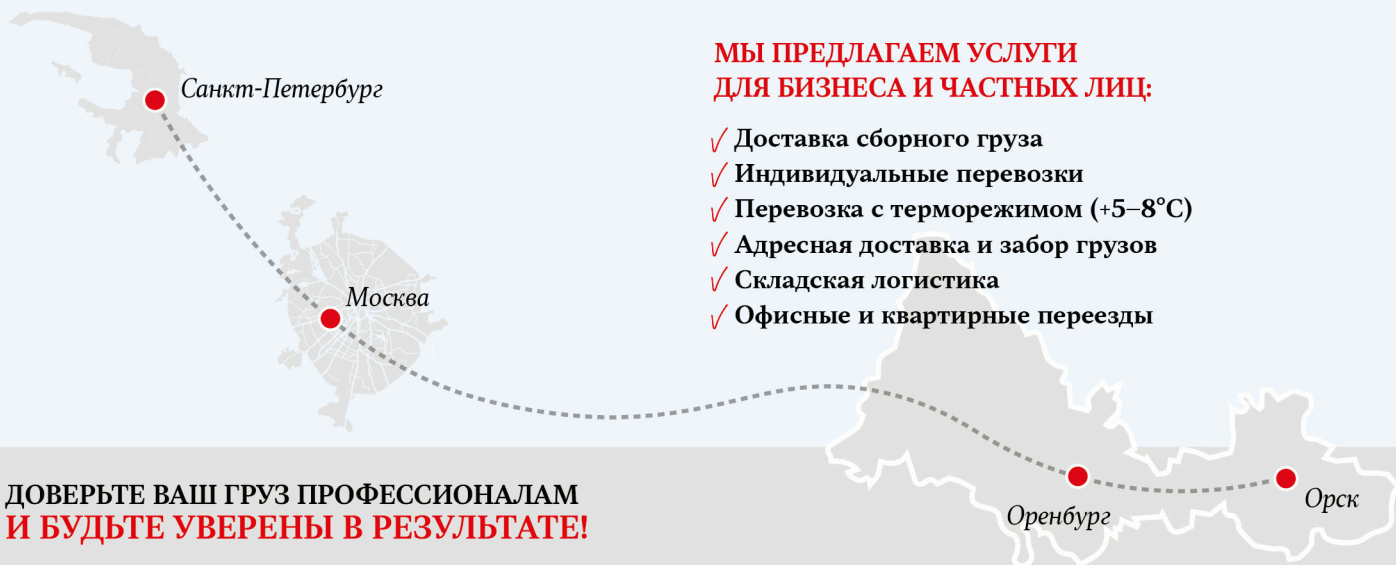 Санкт-Петербург
Москва
МЫ ПРЕДЛАГАЕМ УСЛУГИ
ДЛЯ БИЗНЕСА И ЧАСТНЫХ ЛИЦ:
Доставка сборного груза
Индивидуальные перевозки
Перевозка с терморежимом (+5–8°С)
Адресная доставка и забор грузов
Складская логистика
Офисные и квартирные переезды
Оренбург
Орск
ДОВЕРЬТЕ ВАШ ГРУЗ ПРОФЕССИОНАЛАМ
И БУДЬТЕ УВЕРЕНЫ В РЕЗУЛЬТАТЕ!